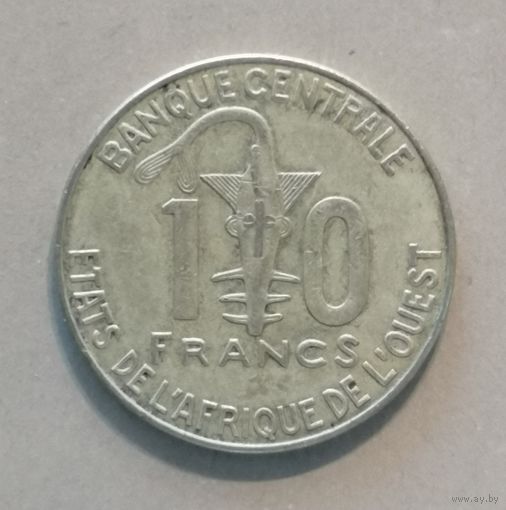 BANQUE CENTRALE
10
FRANCS
ETATS DE L'AFRIQUE DE L'OUEST
www.ay.by